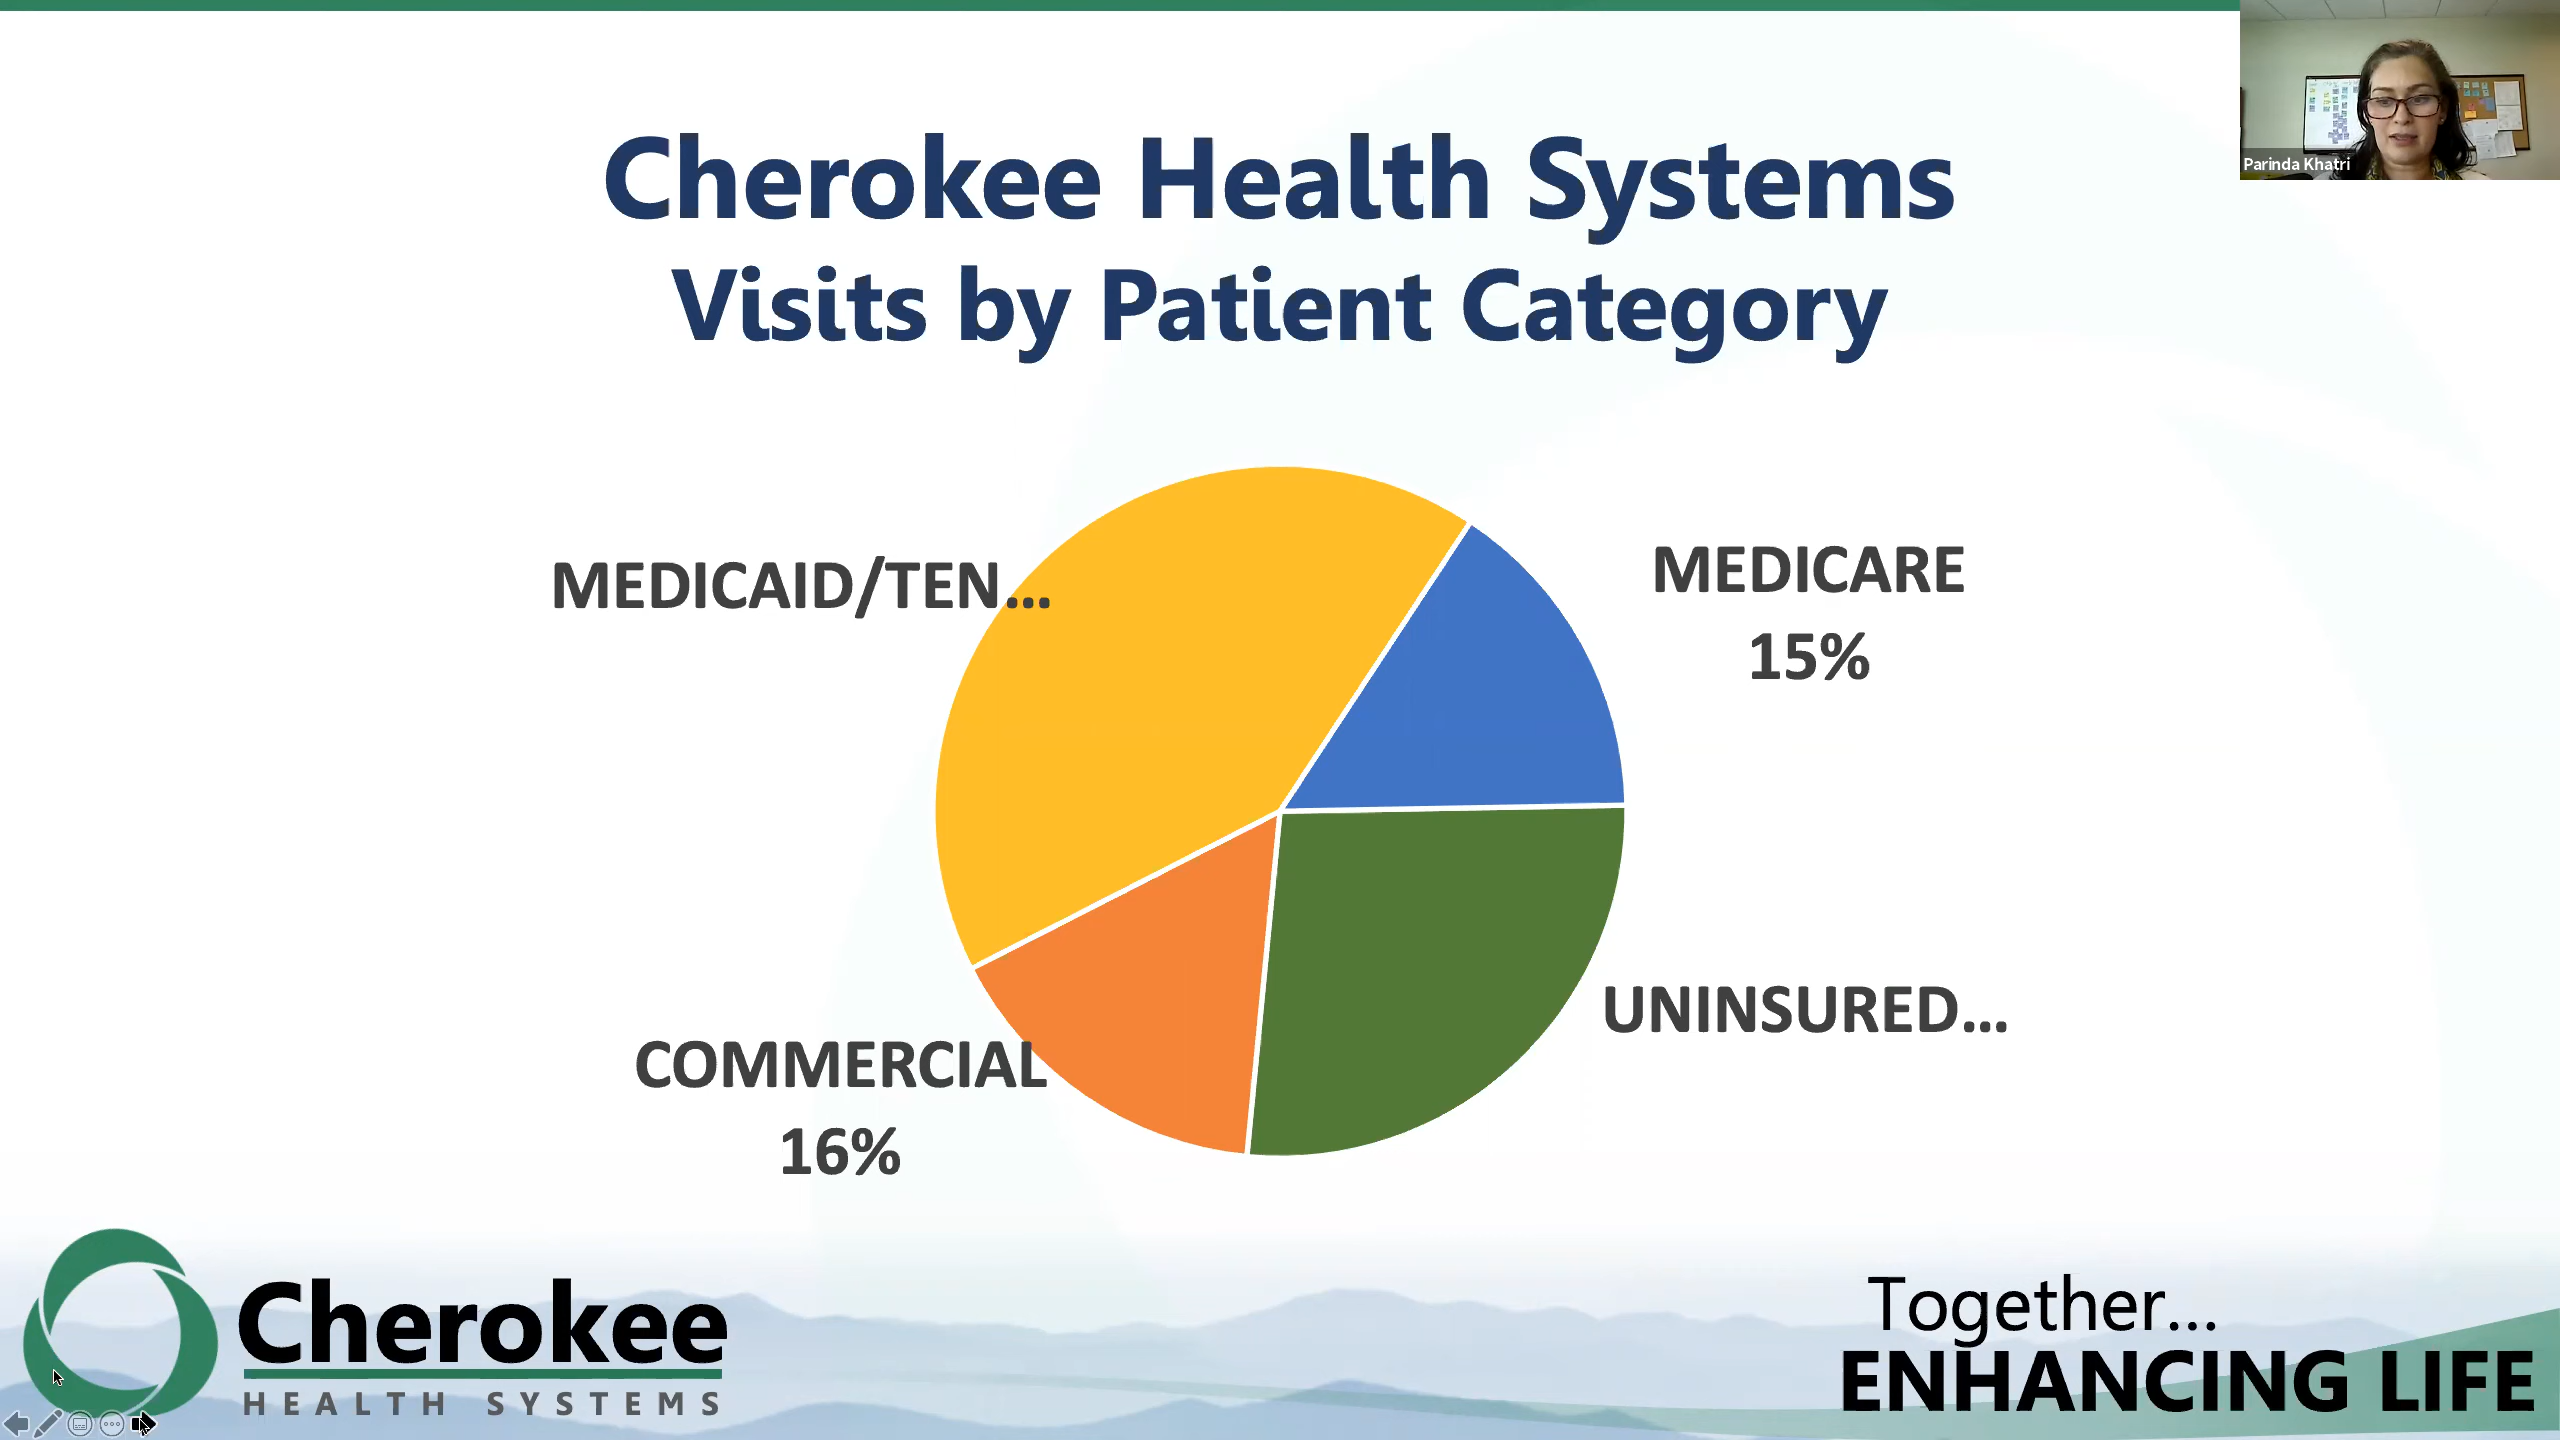 Parinda Khatri
Cherokee Health Systems
Visits by Patient Category
MEDICAID/TEN...
MEDICARE
15%
UNINSURED...
COMMERCIAL
16%
Cherokee
HEALTH SYSTEMS
Together...
ENHANCING LIFE